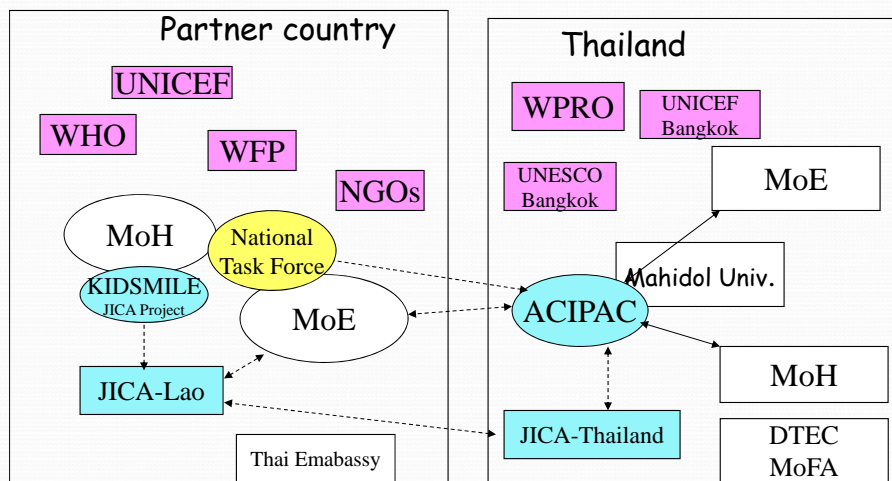 Partner country
UNICEF
WHO
WFP
NGOs
MoH
National
Task Force
KIDSMILE
JICA Project
MoE
JICA-Lao
Thai Emabassy
Thailand
WPRO
UNICEF
Bangkok
UNESCO
Bangkok
MoE
Mahidol Univ.
ACIPAC
MoH
JICA-Thailand
DTEC
MoFA